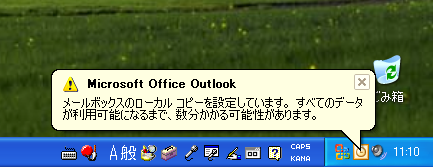 Microsoft Office Outlook
メールボックスのローカル コピーを設定しています。すべてのデータ
が利用可能になるまで、数分かかる可能性があります。
ごみ箱
A 般
CAPS
KANA
11:10